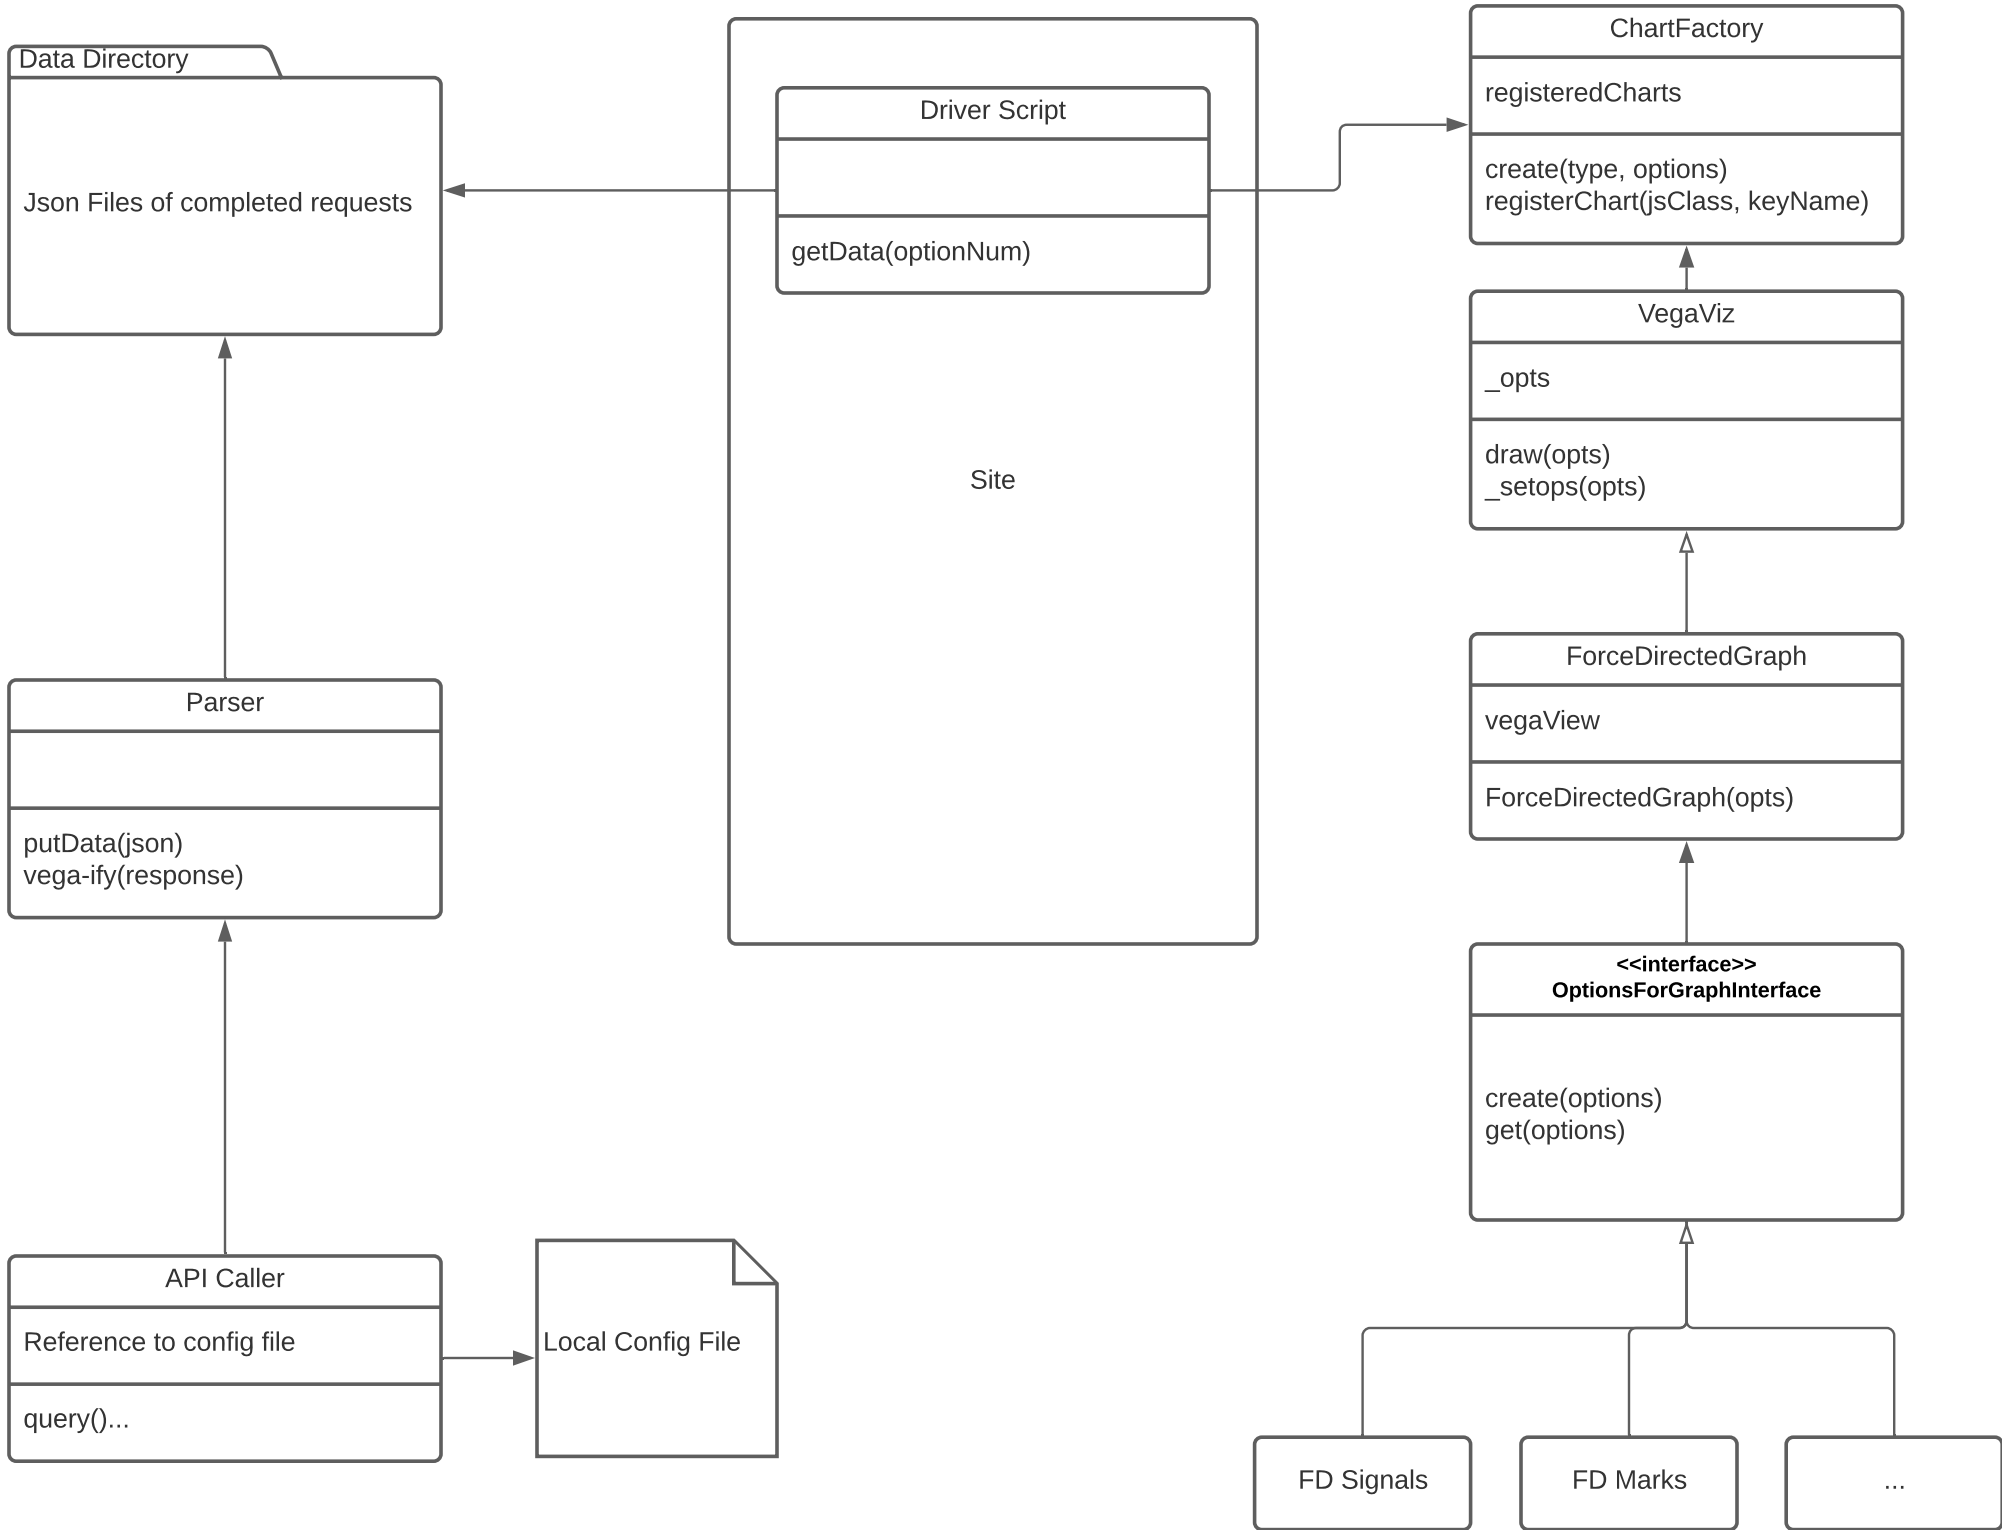 Data Directory
Json Files of completed requests
Parser
putData(json)
vega-ify(response)
API Caller
Reference to config file
query()...
Local Config File
Driver Script
getData(optionNum)
Site
ChartFactory
registeredCharts
create(type, options)
registerChart(jsClass, keyName)
VegaViz
_opts
draw(opts)
_setops(opts)
ForceDirectedGraph
vegaView
ForceDirectedGraph(opts)
<<interface>>
OptionsForGraphInterface
create(options)
get(options)
FD Signals
FD Marks
...